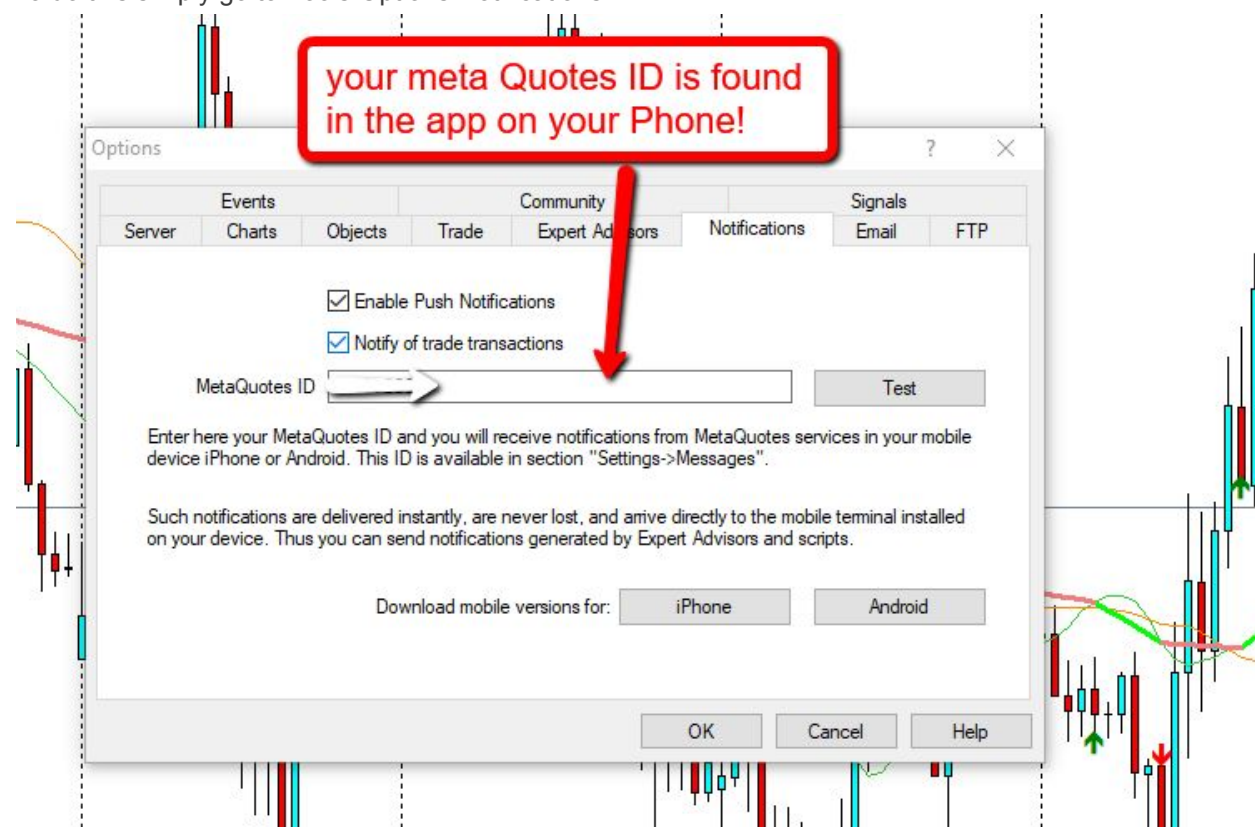 your meta Quotes ID is found
in the app on your Phone!
Options
?
Events Community Signals
Server Charts Objects Trade Expert Advisors Notifications Email FTP
Enable Push Notifications
Notify of trade transactions
MetaQuotes ID
Test
Enter here your MetaQuotes ID and you will receive notifications from MetaQuotes services in your mobile
device iPhone or Android. This ID is available in section "Settings->Messages".
Such notifications are delivered instantly, are never lost, and arrive directly to the mobile terminal installed
on your device. Thus you can send notifications generated by Expert Advisors and scripts.
Download mobile versions for: iPhone Android
OK Cancel Help